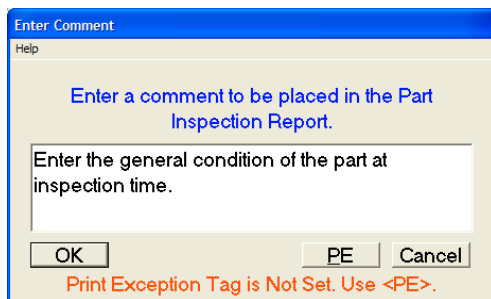 Enter Comment
Help
Enter a comment to be placed in the Part
Inspection Report.
Enter the general condition of the part at
inspection time.
OK PE Cancel
Print Exception Tag is Not Set. Use <PE>.